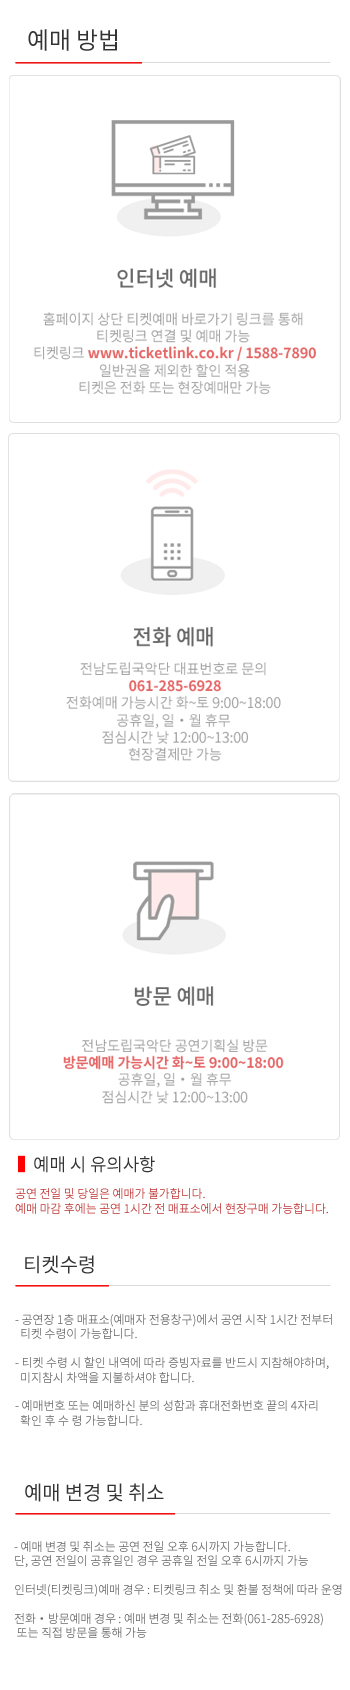 예매 방법
인터넷 예매
홈페이지 상단 티켓예매 바로가기 링크를 통해
티켓링크 연결 및 예매 가능
티켓링크 www.ticketlink.co.kr / 1588-7890
일반권을 제외한 할인 적용
티켓은 전화 또는 현장예매만 가능
전화 예매
전남도립국악단 대표번호로 문의
061-285-6928
전화예매 가능시간 화~토 9:00~18:00
공휴일, 일・월 휴무
점심시간 낮 12:00~13:00
현장결제만 가능
방문 예매
전남도립국악단 공연기획실 방문
방문예매 가능시간 화~토 9:00~18:00
공휴일, 일・월 휴무
점심시간 낮 12:00~13:00
예매 시 유의사항
공연 전일 및 당일은 예매가 불가합니다.
예매 마감 후에는 공연 1시간 전 매표소에서 현장구매 가능합니다.
티켓수령
- 공연장 1층 매표소(예매자 전용창구)에서 공연 시작 1시간 전부터
티켓 수령이 가능합니다.
- 티켓 수령 시 할인 내역에 따라 증빙자료를 반드시 지참해야하며,
미지참시 차액을 지불하셔야 합니다.
- 예매번호 또는 예매하신 분의 성함과 휴대전화번호 끝의 4자리
확인 후 수 령 가능합니다.
예매 변경 및 취소
- 예매 변경 및 취소는 공연 전일 오후 6시까지 가능합니다.
단, 공연 전일이 공휴일인 경우 공휴일 전일 오후 6시까지 가능
인터넷(티켓링크)예매 경우 : 티켓링크 취소 및 환불 정책에 따라 운영
전화・방문예매 경우 : 예매 변경 및 취소는 전화(061-285-6928)
또는 직접 방문을 통해 가능